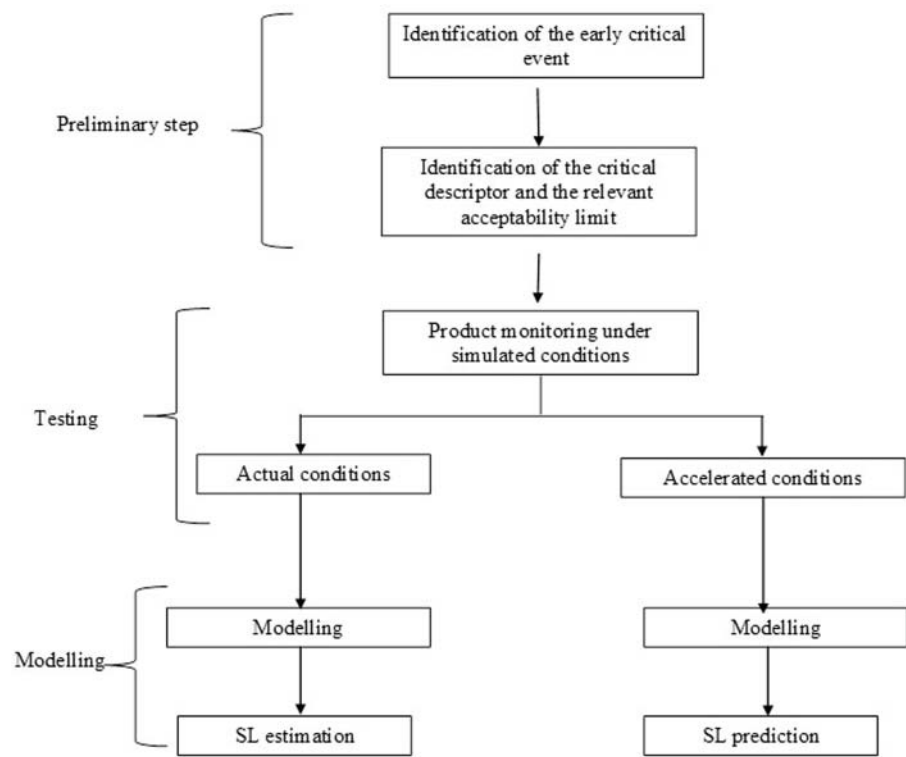 Identification of the early critical
event
Preliminary step
Identification of the critical
descriptor and the relevant
acceptability limit
Product monitoring under
simulated conditions
Testing
Actual conditions
Accelerated conditions
Modelling
Modelling
Modelling
SL estimation
SL prediction